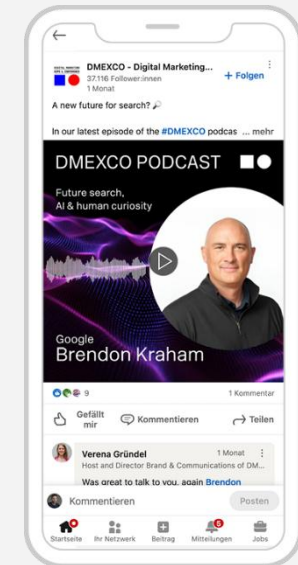 DMEXCO - Digital Marketing...
37.116 Follower:innen
1 Monat
+ Folgen
A new future for search? 🔎
In our latest episode of the #DMEXCO podcas ... mehr
DMEXCO PODCAST
Future search,
AI & human curiosity
Google
Brendon Kraham
9
1 Kommentar
Gefällt
mir
Kommentieren
Teilen
Verena Gründel
1 Monat
Host and Director Brand & Communications of DM...
Was great to talk to you, again Brendon
Kommentieren
Posten
Startseite
Ihr Netzwerk
Beitrag
5
Mitteilungen
Jobs